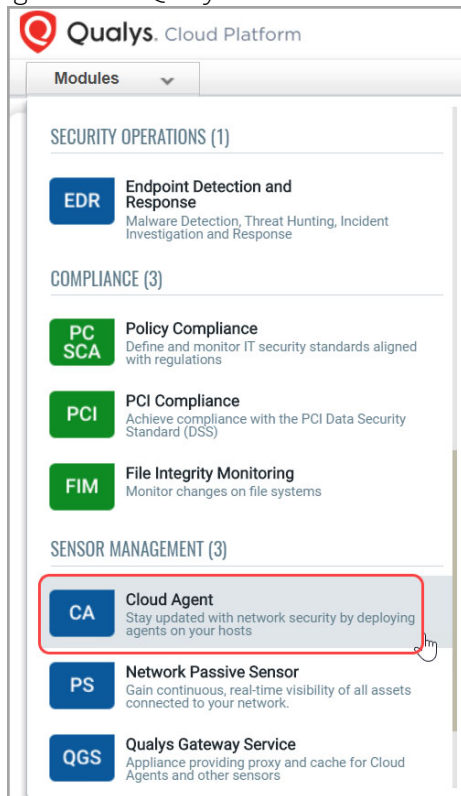 Qualys. Cloud Platform
Modules
SECURITY OPERATIONS (1)
EDR
Endpoint Detection and
Response
Malware Detection, Threat Hunting, Incident
Investigation and Response
COMPLIANCE (3)
PC
SCA
Policy Compliance
Define and monitor IT security standards aligned
with regulations
PCI
PCI Compliance
Achieve compliance with the PCI Data Security
Standard (DSS)
FIM
File Integrity Monitoring
Monitor changes on file systems
SENSOR MANAGEMENT (3)
CA
Cloud Agent
Stay updated with network security by deploying
agents on your hosts
PS
Network Passive Sensor
Gain continuous, real-time visibility of all assets
connected to your network.
QGS
Qualys Gateway Service
Appliance providing proxy and cache for Cloud
Agents and other sensors